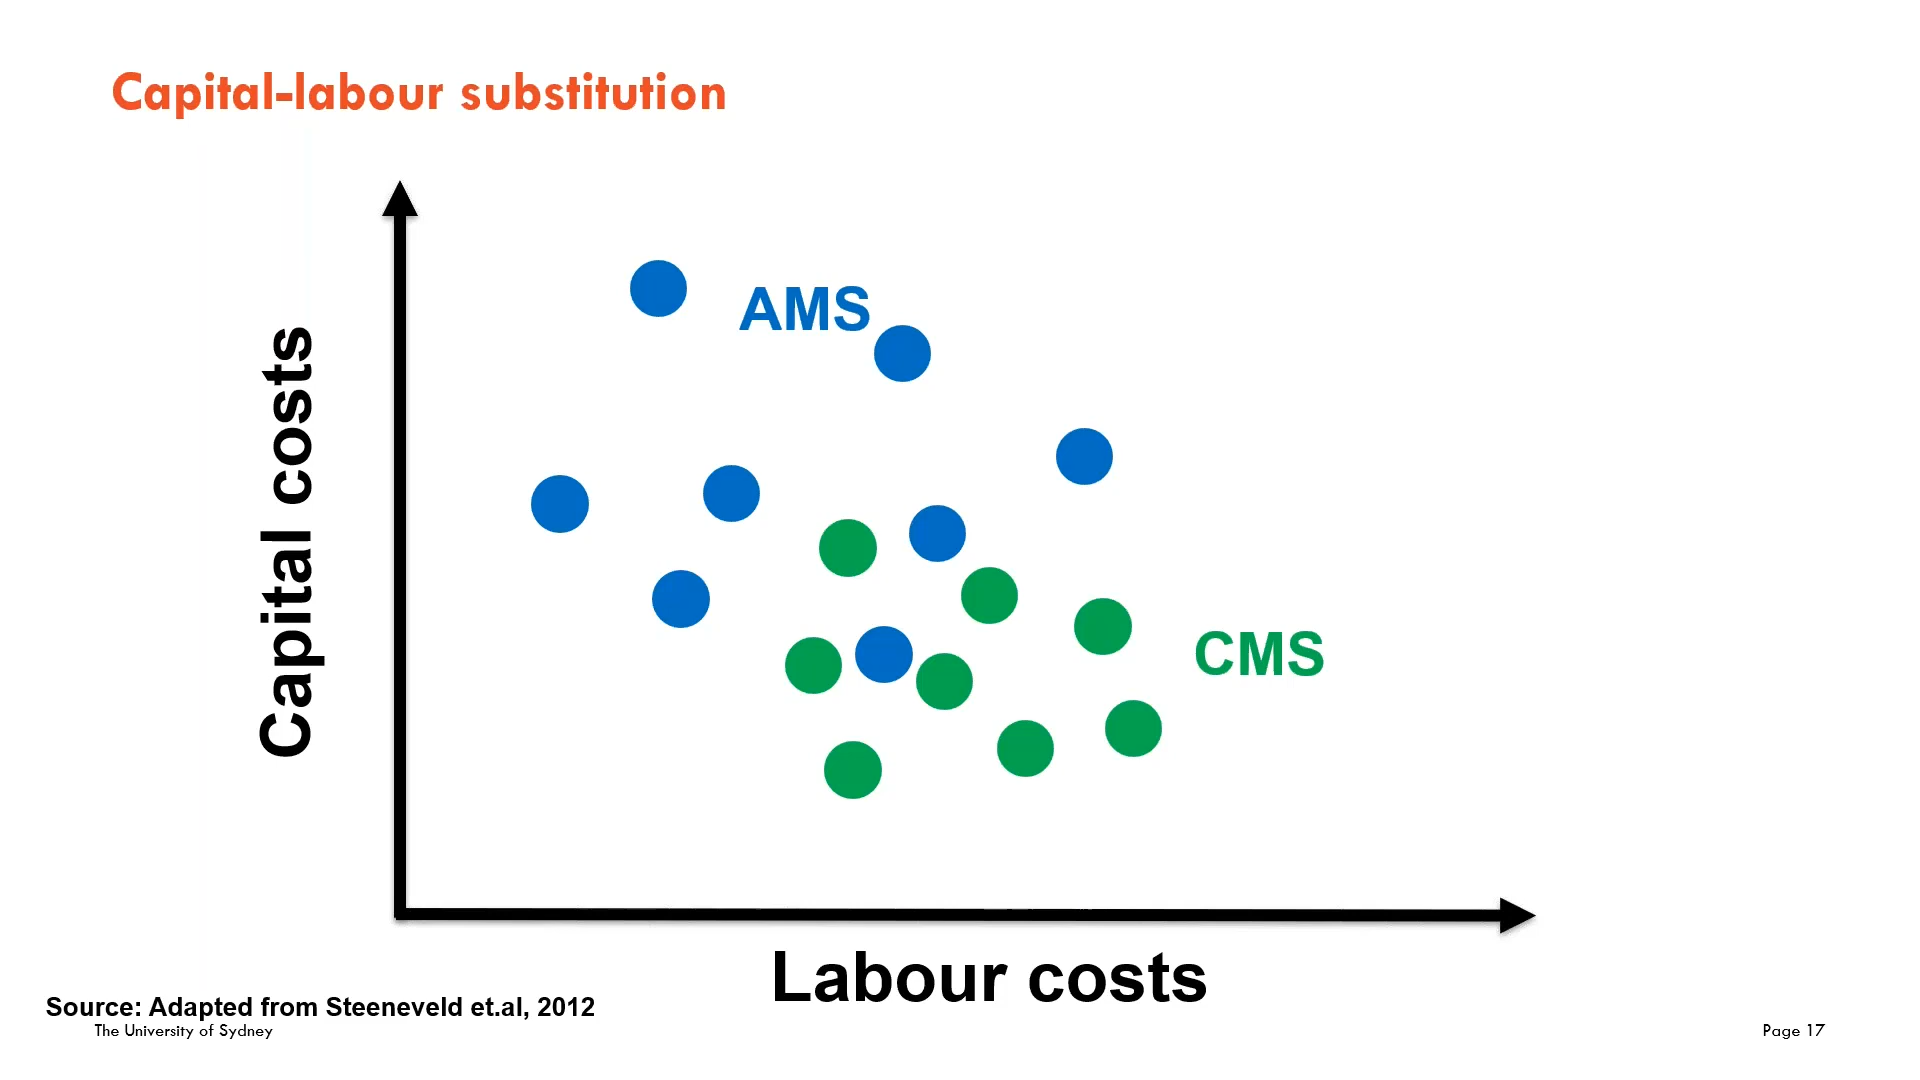 Capital-labour substitution
AMS
Capital costs
CMS
Labour costs
Source: Adapted from Steeneveld et.al, 2012
The University of Sydney
Page 17